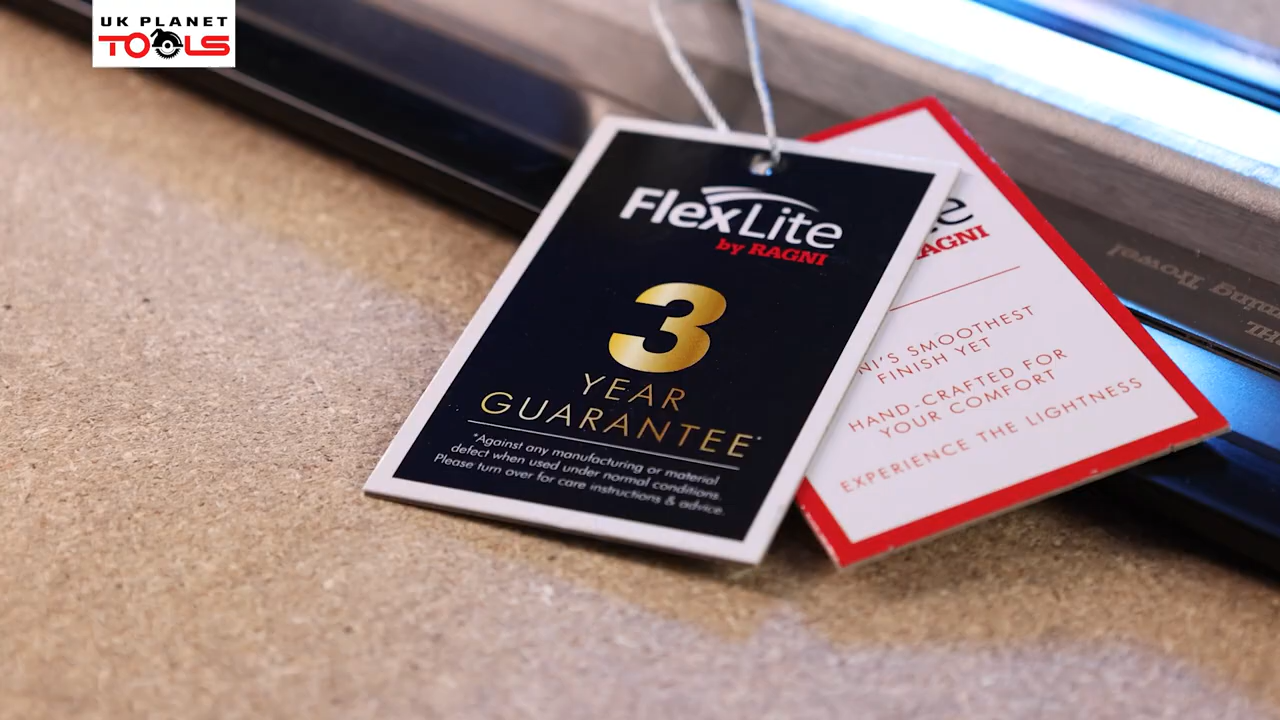 UK PLANET
TOOLS
FlexLite
by RAGNI
3
YEAR
GUARANTEE*
*Against any manufacturing or material
defect when used under normal conditions.
Please turn over for care instructions & advice.
RAGNI
NI'S SMOOTHEST
FINISH YET
HAND-CRAFTED FOR
YOUR COMFORT
EXPERIENCE THE LIGHTNESS
Trowel